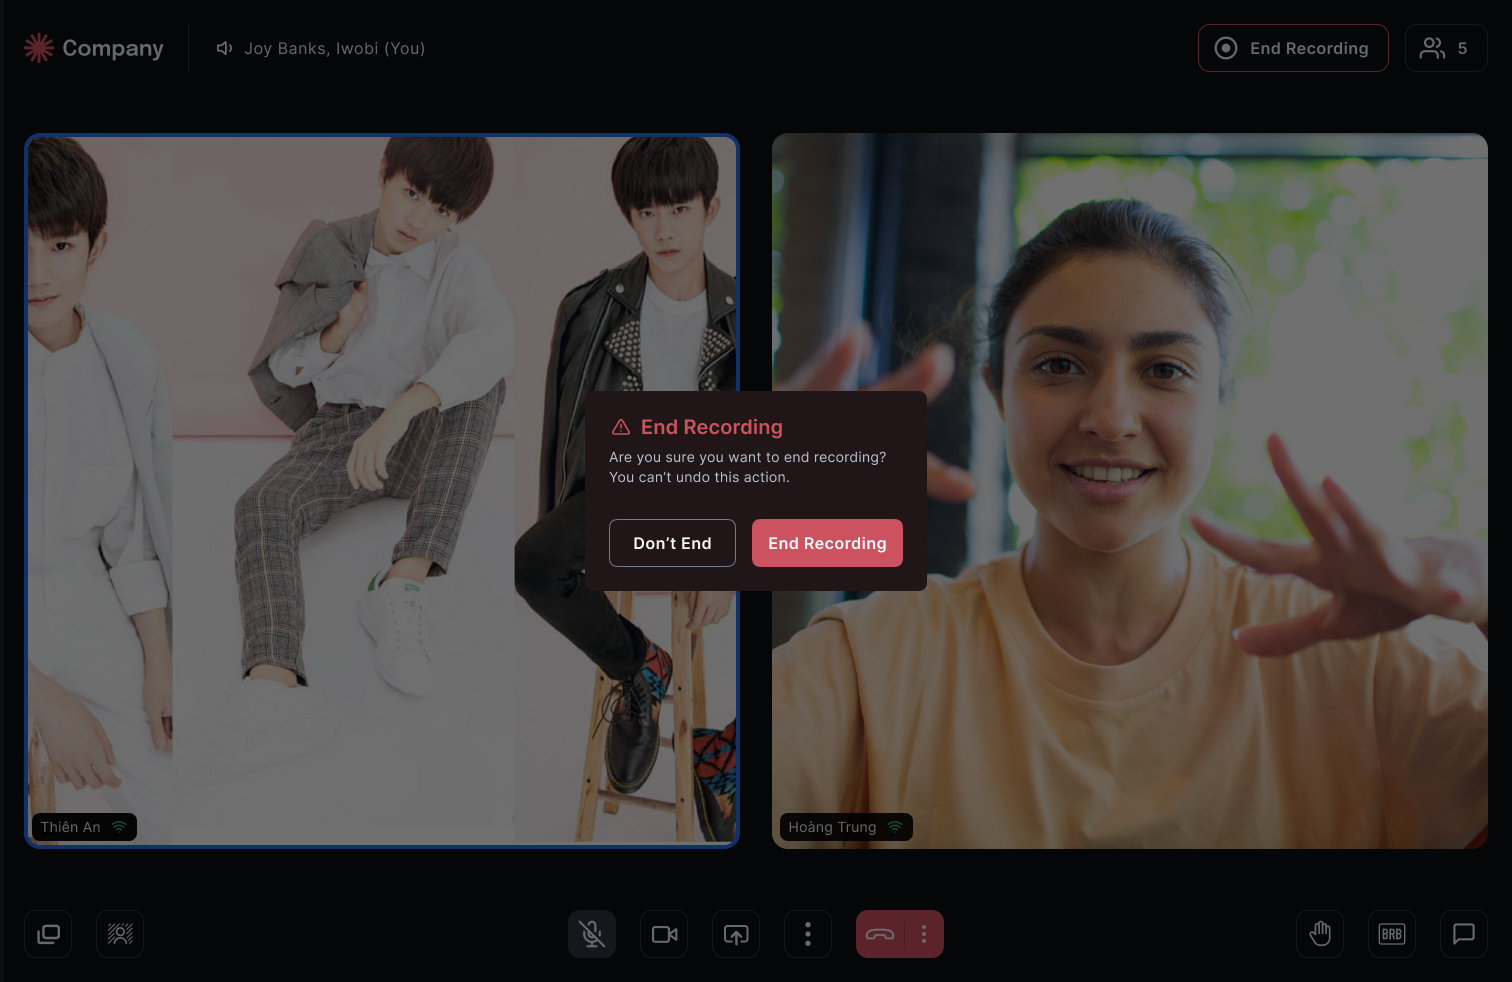 Company
Joy Banks, Iwobi (You)
End Recording
5
End Recording
Are you sure you want to end recording?
You can’t undo this action.
Don’t End
End Recording
Thiên An
Hoàng Trung
BRB